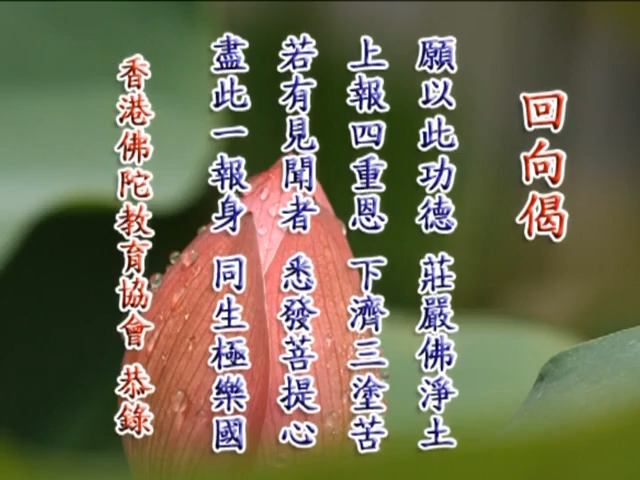 回向偈
願以此功德 莊嚴佛淨土
上報四重恩 下濟三塗苦
若有見聞者 悉發菩提心
盡此一報身 同生極樂國
香港佛陀教育協會 恭錄